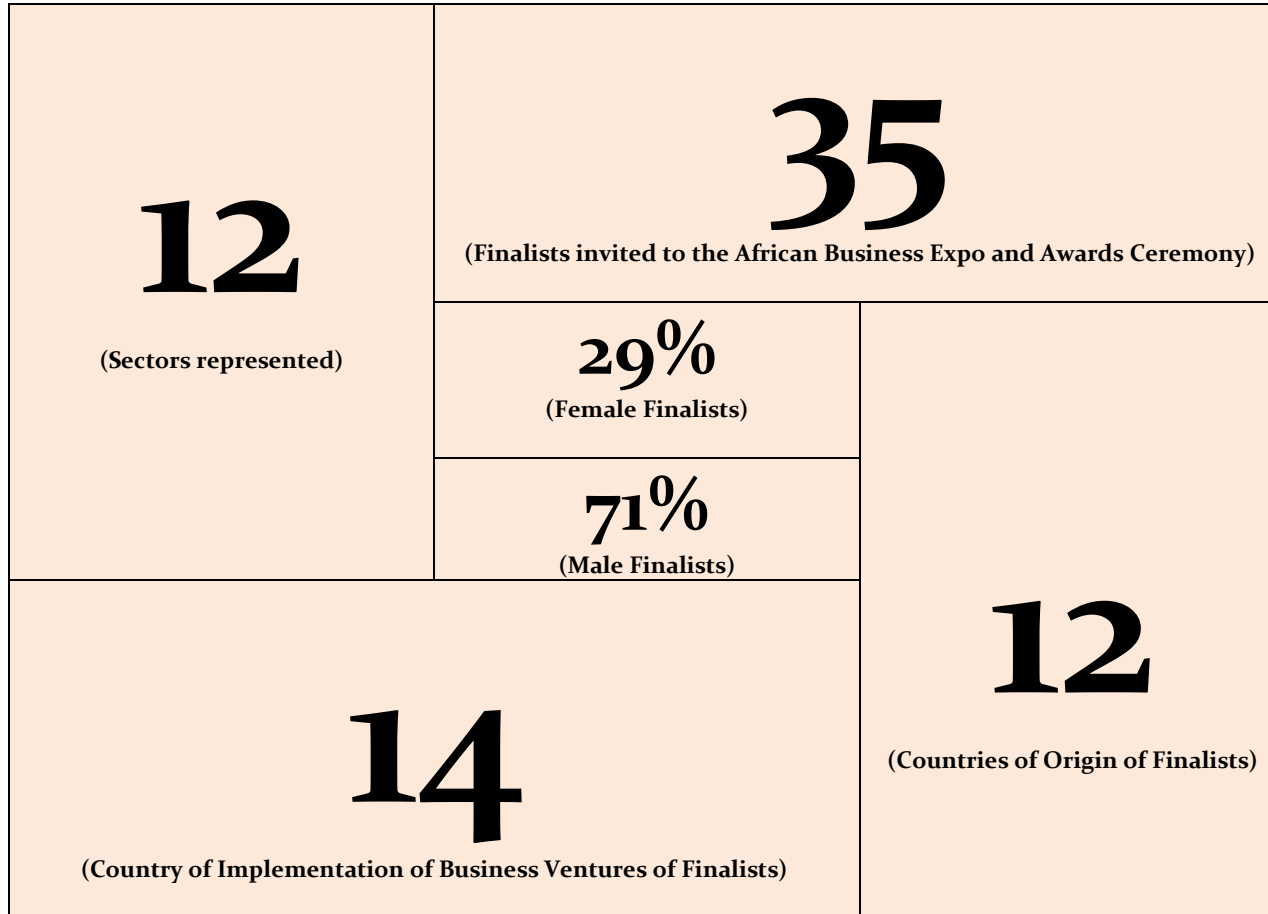 12
(Sectors represented)
35
(Finalists invited to the African Business Expo and Awards Ceremony)
29%
(Female Finalists)
71%
(Male Finalists)
14
(Country of Implementation of Business Ventures of Finalists)
12
(Countries of Origin of Finalists)